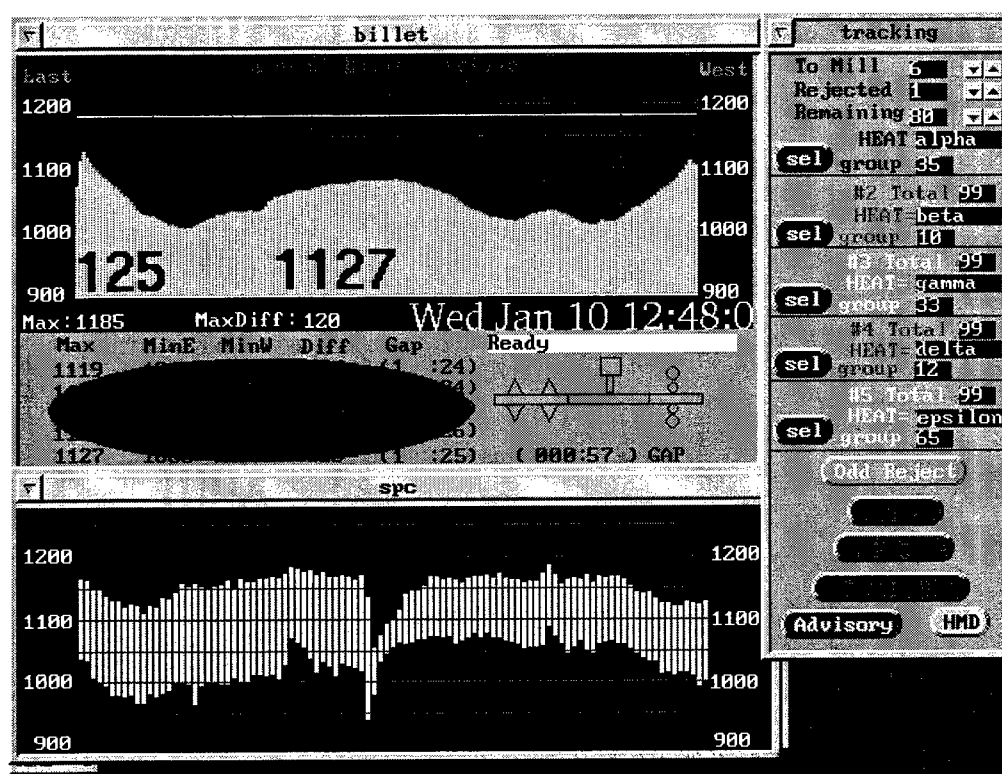 billet
East West
1200 1200
1100 1100
1000 1000
125 1127
900 900
Max:1185 MaxDiff:120 Wed Jan 10 12:48:0
Max MinE MinW Diff Gap Ready
1119 (1 :24)
1127 (1 :25) (000:57 ) GAP
spc
1200 1200
1100 1100
1000 1000
900 900
tracking
To Mill 6
Rejected 1
Remaining 80
HEAT alpha
sel group 35
#2 Total 99
HEAT=beta
sel group 10
#3 Total 99
HEAT=gamma
sel group 33
#4 Total 99
HEAT=delta
sel group 12
#5 Total 99
HEAT=epsilon
sel group 65
(Odd Reject)
Advisory HMD